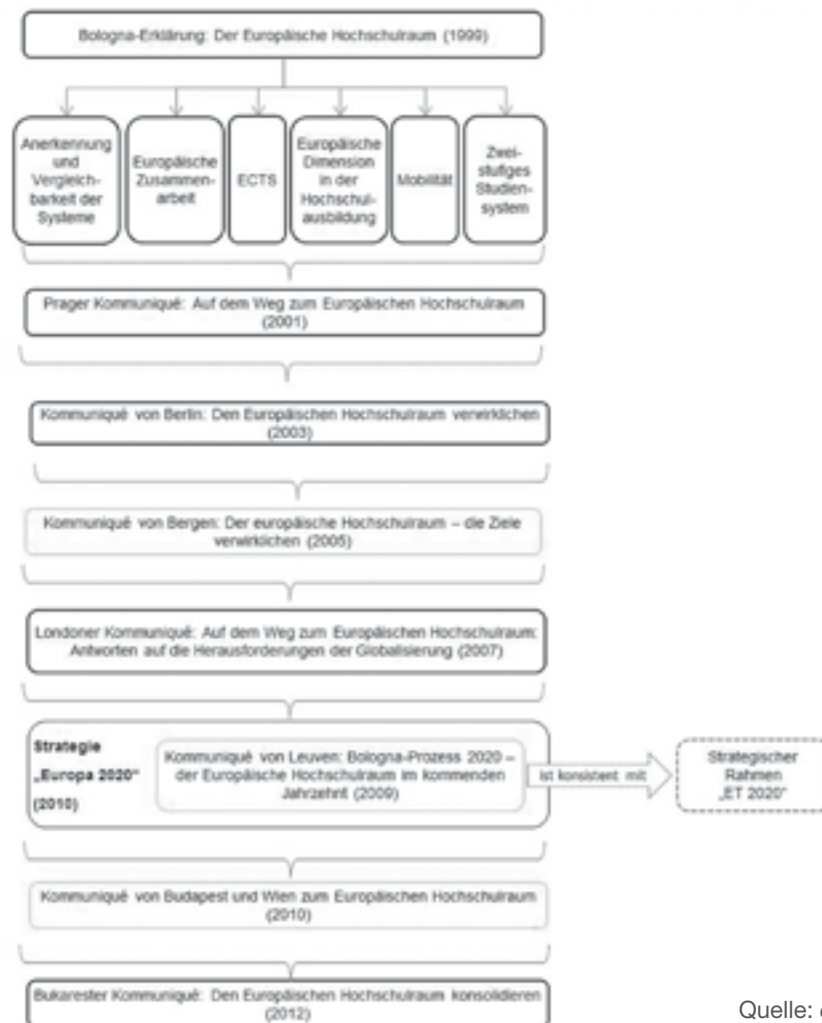 Bologna-Erklärung: Der Europäische Hochschulraum (1999)
Anerkennung
und
Vergleich-
barkeit der
Systeme
Europäische
Zusammen-
arbeit
ECTS
Europäische
Dimension
in der
Hochschul-
ausbildung
Mobilität
Zwei-
stufiges
Studien-
system
Prager Kommuniqué: Auf dem Weg zum Europäischen Hochschulraum
(2001)
Kommuniqué von Berlin: Den Europäischen Hochschulraum verwirklichen
(2003)
Kommuniqué von Bergen: Der europäische Hochschulraum – die Ziele
verwirklichen (2005)
Londoner Kommuniqué: Auf dem Weg zum Europäischen Hochschulraum:
Antworten auf die Herausforderungen der Globalisierung (2007)
Strategie
„Europa 2020“
(2010)
Kommuniqué von Leuven: Bologna-Prozess 2020 –
der Europäische Hochschulraum im kommenden
Jahrzehnt (2009)
ist konsistent mit
Strategischer
Rahmen
„ET 2020“
Kommuniqué von Budapest und Wien zum Europäischen Hochschulraum
(2010)
Bukarester Kommuniqué: Den Europäischen Hochschulraum konsolidieren
(2012)
Quelle: